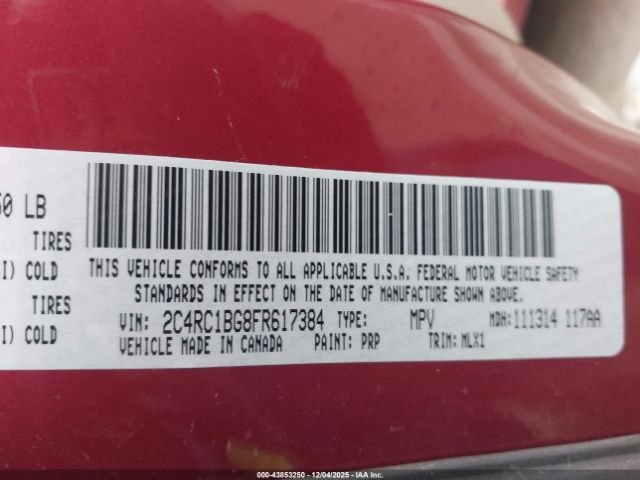 50 LB
TIRES
I) COLD
TIRES
I) COLD
THIS VEHICLE CONFORMS TO ALL APPLICABLE U.S.A. FEDERAL MOTOR VEHICLE SAFETY
STANDARDS IN EFFECT ON THE DATE OF MANUFACTURE SHOWN ABOVE.
VIN: 2C4RC1BG8FR617384 TYPE: MPV MDH: 111314 117AA
VEHICLE MADE IN CANADA PAINT: PRP TRIM: MLX1
000-43853250 - 12/04/2025 - IAA Inc.